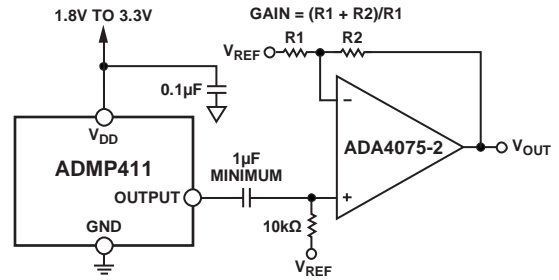 1.8V TO 3.3V
GAIN = (R1 + R2)/R1
R1
R2
VREF
0.1µF
VDD
ADMP411
OUTPUT
GND
1µF
MINIMUM
−
+
ADA4075-2
VOUT
10kΩ
VREF